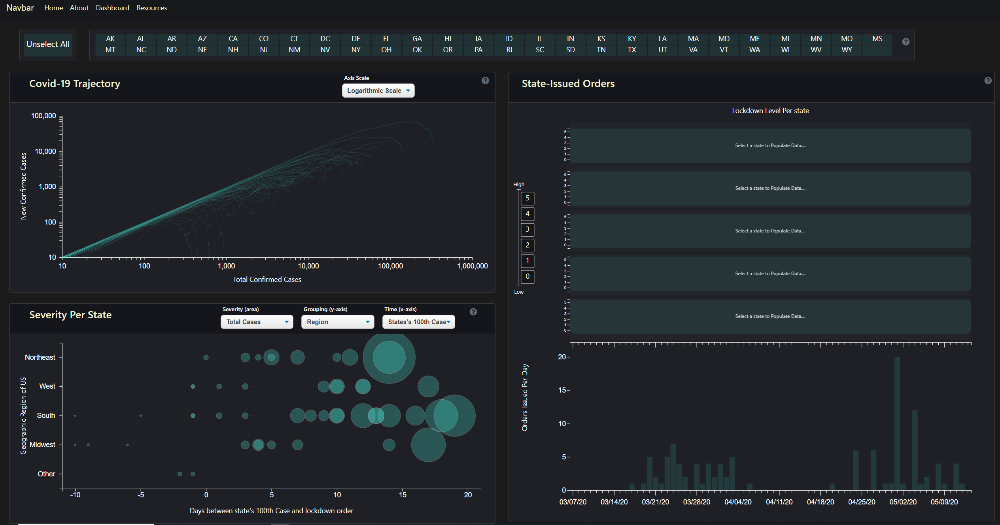 Navbar Home About Dashboard Resources
Unselect All
AK AL AR AZ CA CO CT DC DE FL GA HI IA ID IL IN KS KY LA MA MD ME MI MN MO MS
MT NC ND NE NH NJ NM NV NY OH OK OR PA RI SC SD TN TX UT VA VT WA WI WV WY
?
Covid-19 Trajectory
Axis Scale
Logarithmic Scale
?
New Confirmed Cases
100,000
10,000
1,000
100
10
10 100 1,000 10,000 100,000 1,000,000
Total Confirmed Cases
Severity Per State
Severity (area)
Total Cases
Grouping (y-axis)
Region
Time (x-axis)
States's 100th Case
?
Geographic Region of US
Northeast
West
South
Midwest
Other
-10 -5 0 5 10 15 20
Days between state's 100th Case and lockdown order
State-Issued Orders
?
Lockdown Level Per state
High
5
4
3
2
1
0
Low
5
4
3
2
1
0
Select a state to Populate Data....
5
4
3
2
1
0
Select a state to Populate Data....
5
4
3
2
1
0
Select a state to Populate Data....
5
4
3
2
1
0
Select a state to Populate Data....
5
4
3
2
1
0
Select a state to Populate Data....
Orders Issued Per Day
20
15
10
5
0
03/07/20 03/14/20 03/21/20 03/28/20 04/04/20 04/11/20 04/18/20 04/25/20 05/02/20 05/09/20